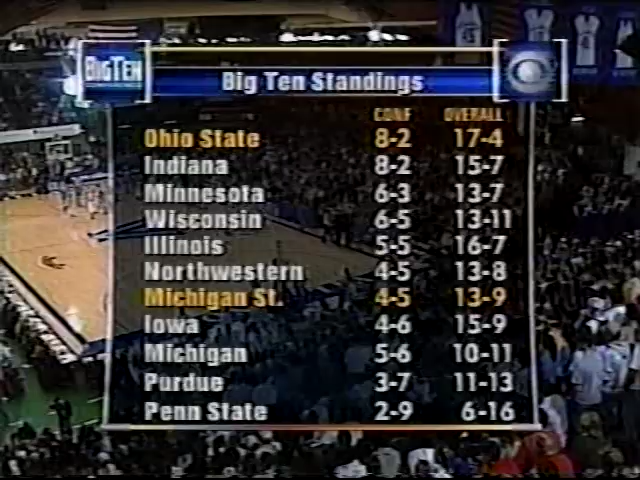 BIG TEN
Big Ten Standings
CONF OVERALL
Ohio State 8-2 17-4
Indiana 8-2 15-7
Minnesota 6-3 13-7
Wisconsin 6-5 13-11
Illinois 5-5 16-7
Northwestern 4-5 13-8
Michigan St. 4-5 13-9
Iowa 4-6 15-9
Michigan 5-6 10-11
Purdue 3-7 11-13
Penn State 2-9 6-16